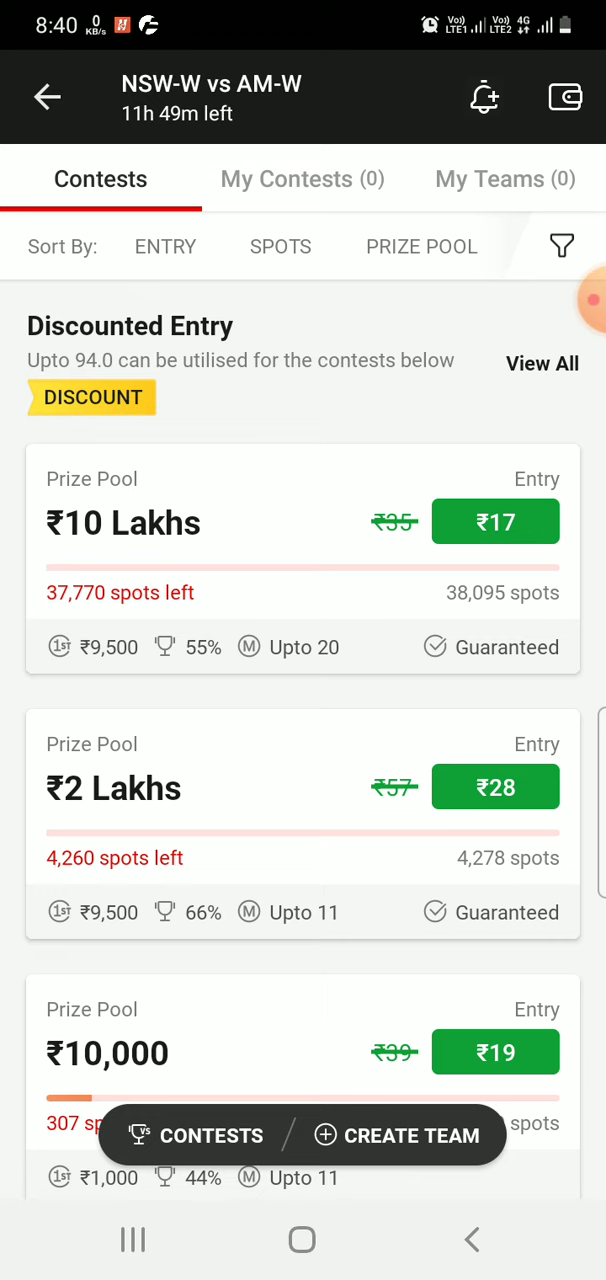 8:40 0 KB/s Vo)) LTE1 Vo)) LTE2 4G
NSW-W vs AM-W
11h 49m left
Contests My Contests (0) My Teams (0)
Sort By: ENTRY SPOTS PRIZE POOL
Discounted Entry
Upto 94.0 can be utilised for the contests below View All
DISCOUNT
Prize Pool Entry
₹10 Lakhs ₹35 ₹17
37,770 spots left 38,095 spots
1ST ₹9,500 55% M Upto 20 Guaranteed
Prize Pool Entry
₹2 Lakhs ₹57 ₹28
4,260 spots left 4,278 spots
1ST ₹9,500 66% M Upto 11 Guaranteed
Prize Pool Entry
₹10,000 ₹39 ₹19
307 spots
VS CONTESTS CREATE TEAM
1ST ₹1,000 44% M Upto 11